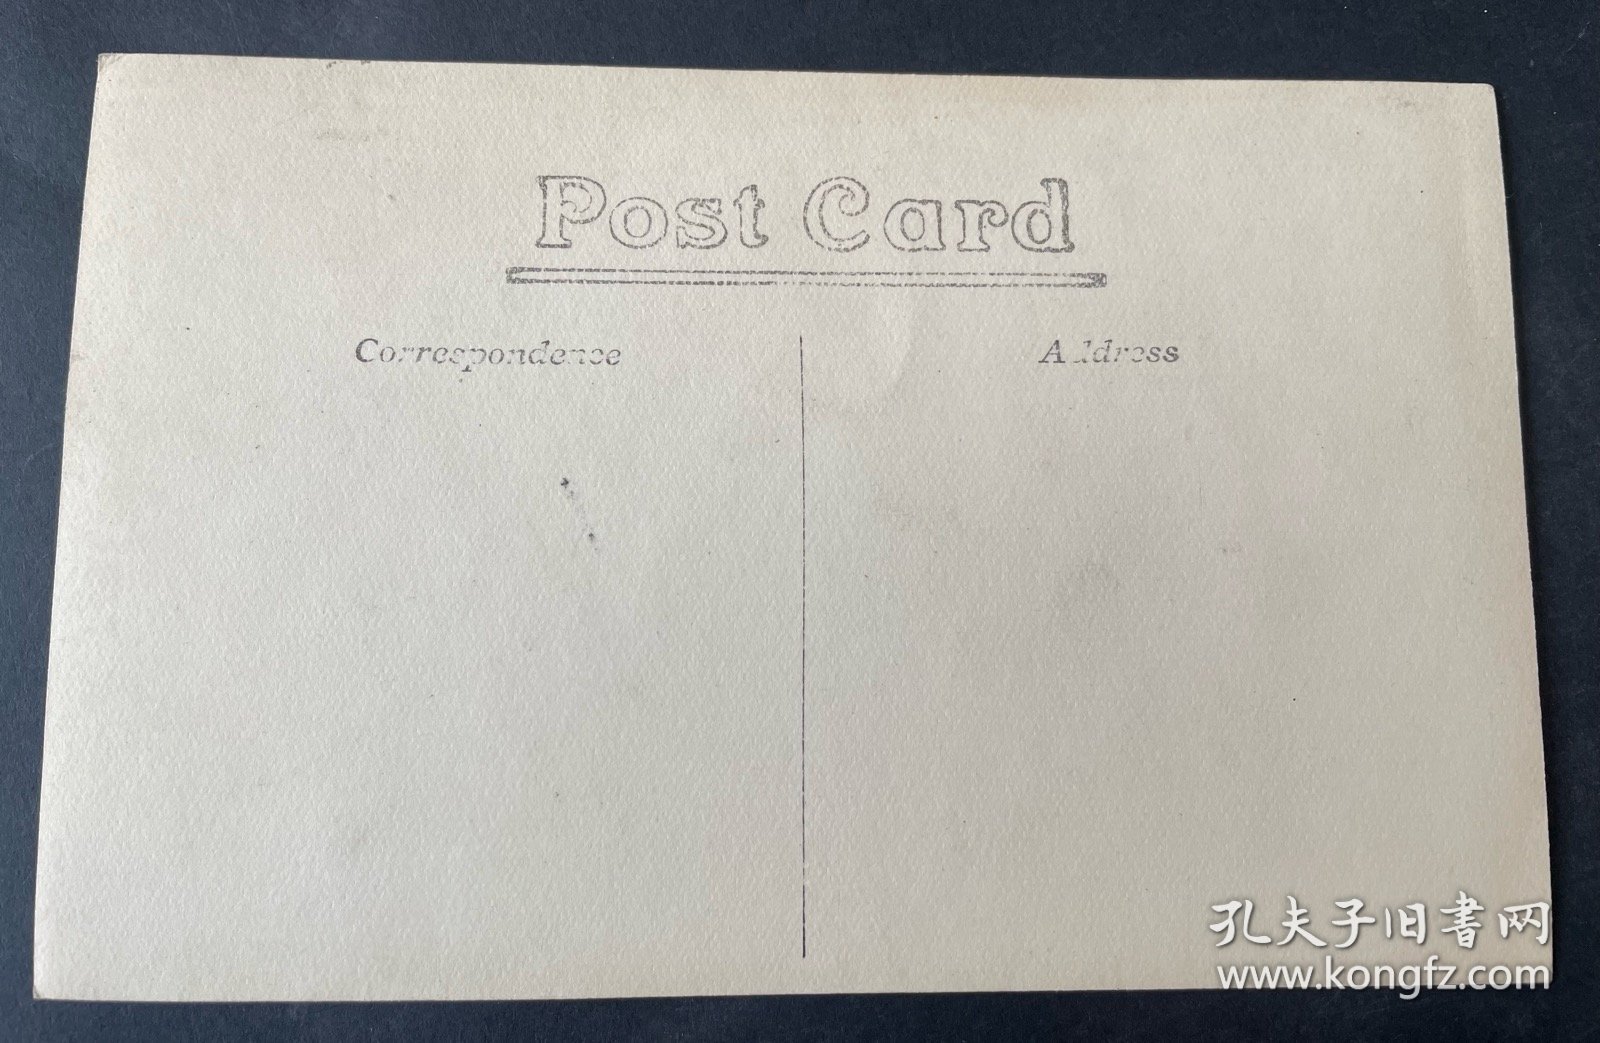 Post Card
Correspondence
Address
孔夫子旧书网
www.kongfz.com